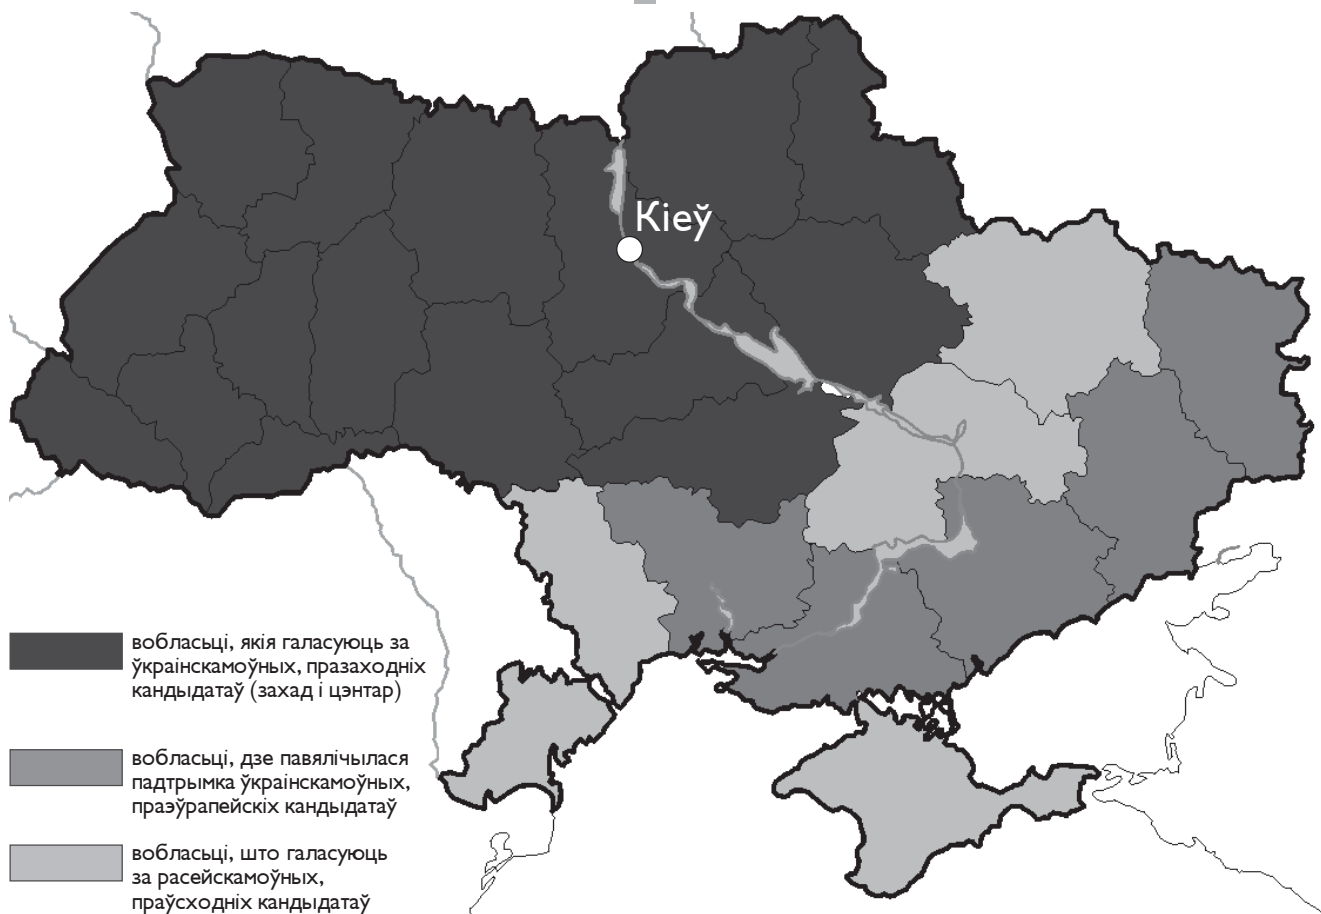 Кіеў
вобласьці, якія галасуюць за
ўкраінскамоўных, празаходніх
кандыдатаў (захад і цэнтар)
вобласьці, дзе павялічылася
падтрымка ўкраінскамоўных,
праэўрапейскіх кандыдатаў
вобласьці, што галасуюць
за расейскамоўных,
праўсходніх кандыдатаў